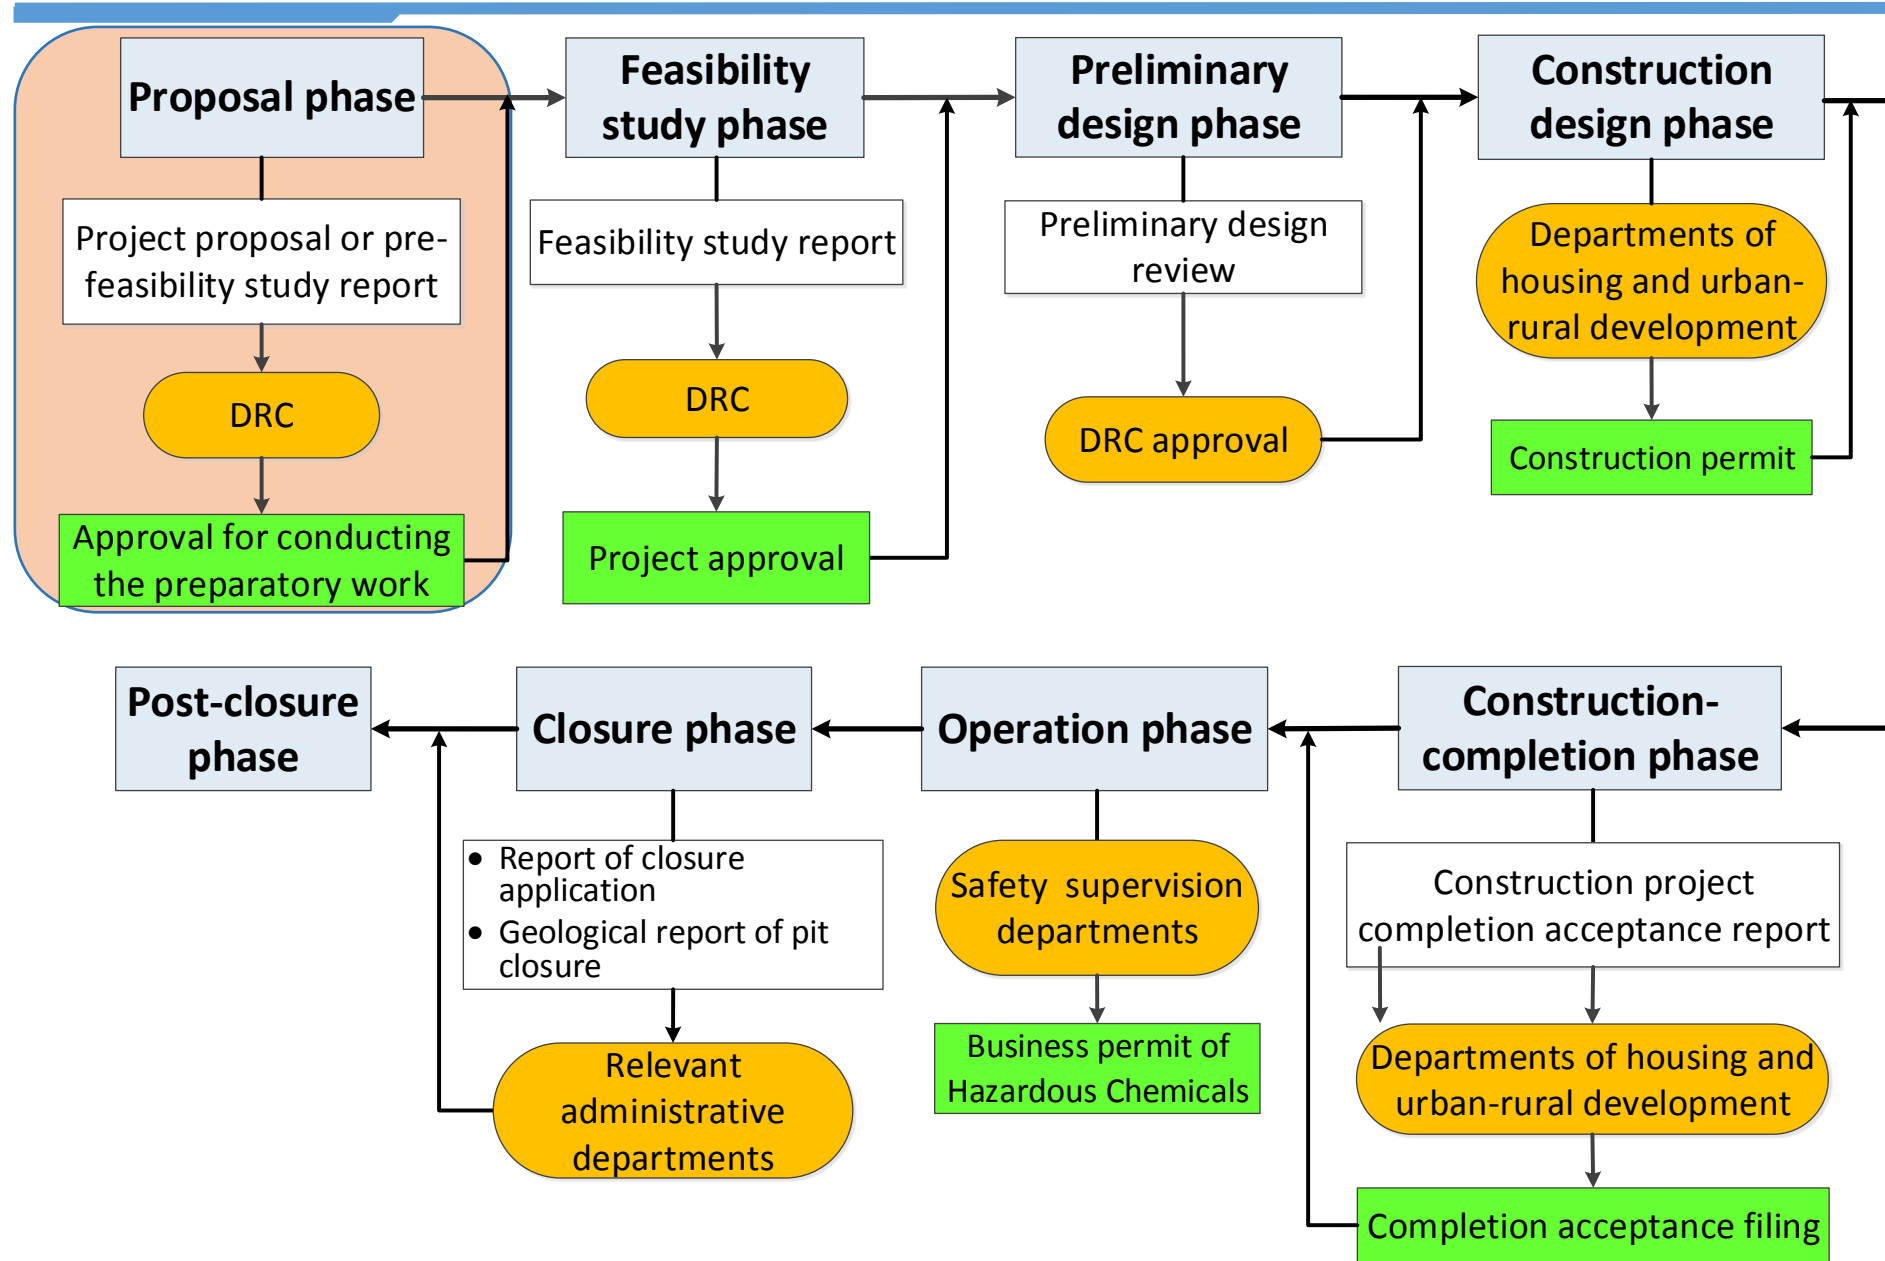 Proposal phase
Project proposal or pre-
feasibility study report
DRC
Approval for conducting
the preparatory work
Feasibility
study phase
Feasibility study report
DRC
Project approval
Preliminary
design phase
Preliminary design
review
DRC approval
Construction
design phase
Departments of
housing and urban-
rural development
Construction permit
Post-closure
phase
Closure phase
• Report of closure
application
• Geological report of pit
closure
Relevant
administrative
departments
Operation phase
Safety supervision
departments
Business permit of
Hazardous Chemicals
Construction-
completion phase
Construction project
completion acceptance report
Departments of housing and
urban-rural development
Completion acceptance filing